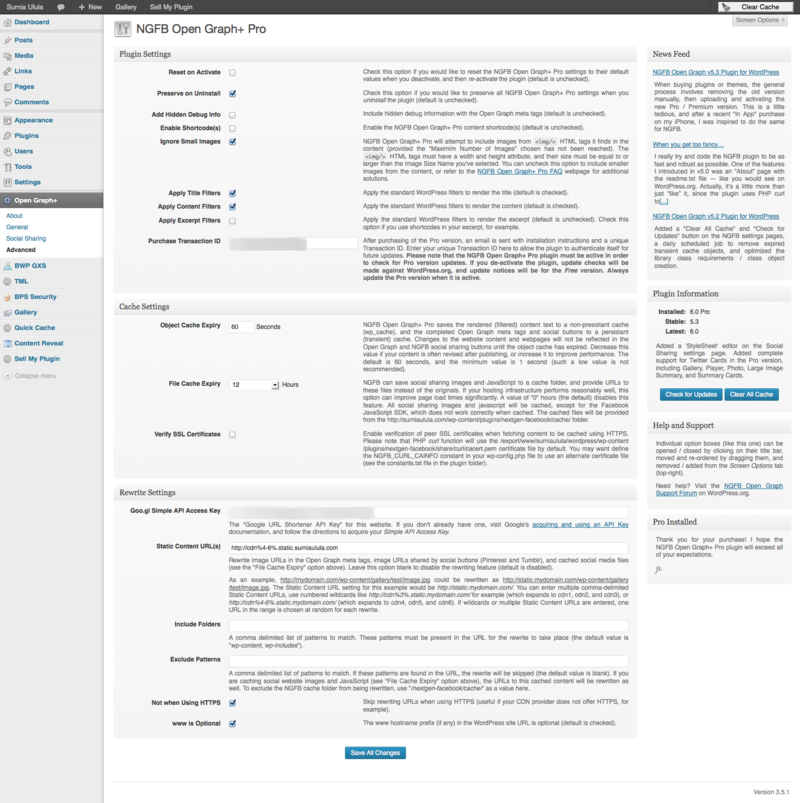 Surnia Ulula
New
Gallery
Sell My Plugin
Clear Cache
Screen Options
Dashboard
Posts
Media
Links
Pages
Comments
Appearance
Plugins
Users
Tools
Settings
Open Graph+
About
General
Social Sharing
Advanced
BWP GXS
TML
BPS Security
Gallery
Quick Cache
Content Reveal
Sell My Plugin
Collapse menu
NGFB Open Graph+ Pro
Plugin Settings
Reset on Activate
Check this option if you would like to reset the NGFB Open Graph+ Pro settings to their default
values when you deactivate, and then re-activate the plugin (default is unchecked).
Preserve on Uninstall
Check this option if you would like to preserve all NGFB Open Graph+ Pro settings when you
uninstall the plugin (default is unchecked).
Add Hidden Debug Info
Include hidden debug information with the Open Graph meta tags (default is unchecked).
Enable Shortcode(s)
Enable the NGFB Open Graph+ Pro content shortcode(s) (default is unchecked).
Ignore Small Images
NGFB Open Graph+ Pro will attempt to include images from <img/> HTML tags it finds in the
content (provided the "Maximim Number of Images" chosen has not been reached). The
<img/> HTML tags must have a width and height attribute, and their size must be equal to or
larger than the Image Size Name you've selected. You can uncheck this option to include smaller
images from the content, or refer to the NGFB Open Graph+ Pro FAQ webpage for additional
solutions.
Apply Title Filters
Apply the standard WordPress filters to render the title (default is checked).
Apply Content Filters
Apply the standard WordPress filters to render the content (default is checked).
Apply Excerpt Filters
Apply the standard WordPress filters to render the excerpt (default is unchecked). Check this
option if you use shortcodes in your excerpt, for example.
Purchase Transaction ID
After purchasing of the Pro version, an email is sent with installation instructions and a unique
Transaction ID. Enter your unique Transaction ID here to allow the plugin to authenticate itself for
future updates. Please note that the NGFB Open Graph+ Pro plugin must be active in order
to check for Pro version updates. If you de-activate the plugin, update checks will be
made against WordPress.org, and update notices will be for the Free version. Always
update the Pro version when it is active.
Cache Settings
Object Cache Expiry
60 Seconds
NGFB Open Graph+ Pro saves the rendered (filtered) content text to a non-presistant cache
(wp_cache), and the completed Open Graph meta tags and social buttons to a persistant
(transient) cache. Changes to the website content and webpages will not be reflected in the
Open Graph and NGFB social sharing buttons until the object cache has expired. Decrease this
value if your content is often revised after publishing, or increase it to improve performance. The
default is 60 seconds, and the minimum value is 1 second (such a low value is not
recommended).
File Cache Expiry
12 Hours
NGFB can save social sharing images and JavaScript to a cache folder, and provide URLs to
these files instead of the originals. If your hosting infrastructure performs reasonably well, this
option can improve page load times significantly. A value of "0" hours (the default) disables this
feature. All social sharing images and javascript will be cached, except for the Facebook
JavaScript SDK, which does not work correctly when cached. The cached files will be provided
from the http://surniaulula.com/wp-content/plugins/nextgen-facebook/cache/ folder.
Verify SSL Certificates
Enable verification of peer SSL certificates when fetching content to be cached using HTTPS.
Please note that PHP curl function will use the /export/www/surniaulula/wordpress/wp-content
/plugins/nextgen-facebook/share/curl/cacert.pem certificate file by default. You may want define
the NGFB_CURL_CAINFO constant in your wp-config.php file to use an alternate certificate file
(see the constants.txt file in the plugin folder).
Rewrite Settings
Goo.gl Simple API Access Key
The "Google URL Shortener API Key" for this website. If you don't already have one, visit Google's acquiring and using an API Key
documentation, and follow the directions to acquire your Simple API Access Key.
Static Content URL(s)
http://cdn%4-6%.static.surniaulula.com
Rewrite image URLs in the Open Graph meta tags, image URLs shared by social buttons (Pinterest and Tumblr), and cached social media files
(see the "File Cache Expiry" option above). Leave this option blank to disable the rewriting feature (default is disabled).
As an example, http://mydomain.com/wp-content/gallery/test/image.jpg could be rewritten as http://static.mydomain.com/wp-content/gallery
/test/image.jpg. The Static Content URL setting for this example would be http://static.mydomain.com/. You can enter multiple comma-delimited
Static Content URLs, use numbered wildcards like http://cdn%3%.static.mydomain.com/ for example (which expands to cdn1, cdn2, and cdn3), or
http://cdn%4-6%.static.mydomain.com/ (which expands to cdn4, cdn5, and cdn6). If wildcards or multiple Static Content URLs are entered, one
URL in the range is chosen at random for each rewrite.
Include Folders
A comma delimited list of patterns to match. These patterns must be present in the URL for the rewrite to take place (the default value is
"wp-content, wp-includes").
Exclude Patterns
A comma delimited list of patterns to match. If these patterns are found in the URL, the rewrite will be skipped (the default value is blank). If you
are caching social website images and JavaScript (see "File Cache Expiry" option above), the URLs to this cached content will be rewritten as
well. To exclude the NGFB cache folder from being rewritten, use "/nextgen-facebook/cache/" as a value here.
Not when Using HTTPS
Skip rewriting URLs when using HTTPS (useful if your CDN provider does not offer HTTPS, for
example).
www is Optional
The www hostname prefix (if any) in the WordPress site URL is optional (default is checked).
Save All Changes
News Feed
NGFB Open Graph v5.3 Plugin for WordPress
When buying plugins or themes, the general
process involves removing the old version
manually, then uploading and activating the
new Pro / Premium version. This is a little
tedious, and after a recent "In App" purchase
on my iPhone, I was inspired to do the same
for NGFB.
When you get too fancy…
I really try and code the NGFB plugin to be as
fast and robust as possible. One of the features
I introduced in v5.0 was an "About" page with
the readme.txt file — like you would see on
WordPress.org. Actually, it's a little more than
just "like" it, since the plugin uses PHP curl
to[...]
NGFB Open Graph v5.2 Plugin for WordPress
Added a "Clear All Cache" and "Check for
Updates" button on the NGFB settings pages,
a daily scheduled job to remove expired
transient cache objects, and optimized the
library class requirements / class object
creation.
Plugin Information
Installed: 6.0 Pro
Stable: 5.3
Latest: 6.0
Added a 'StyleSheet' editor on the Social
Sharing settings page. Added complete
support for Twitter Cards in the Pro version,
including Gallery, Player, Photo, Large Image
Summary, and Summary Cards.
Check for Updates
Clear All Cache
Help and Support
Individual option boxes (like this one) can be
opened / closed by clicking on their title bar,
moved and re-ordered by dragging them, and
removed / added from the Screen Options tab
(top-right).
Need help? Visit the NGFB Open Graph
Support Forum on WordPress.org.
Pro Installed
Thank you for your purchase! I hope the
NGFB Open Graph+ Pro plugin will exceed all
of your expectations.
js.
Version 3.5.1